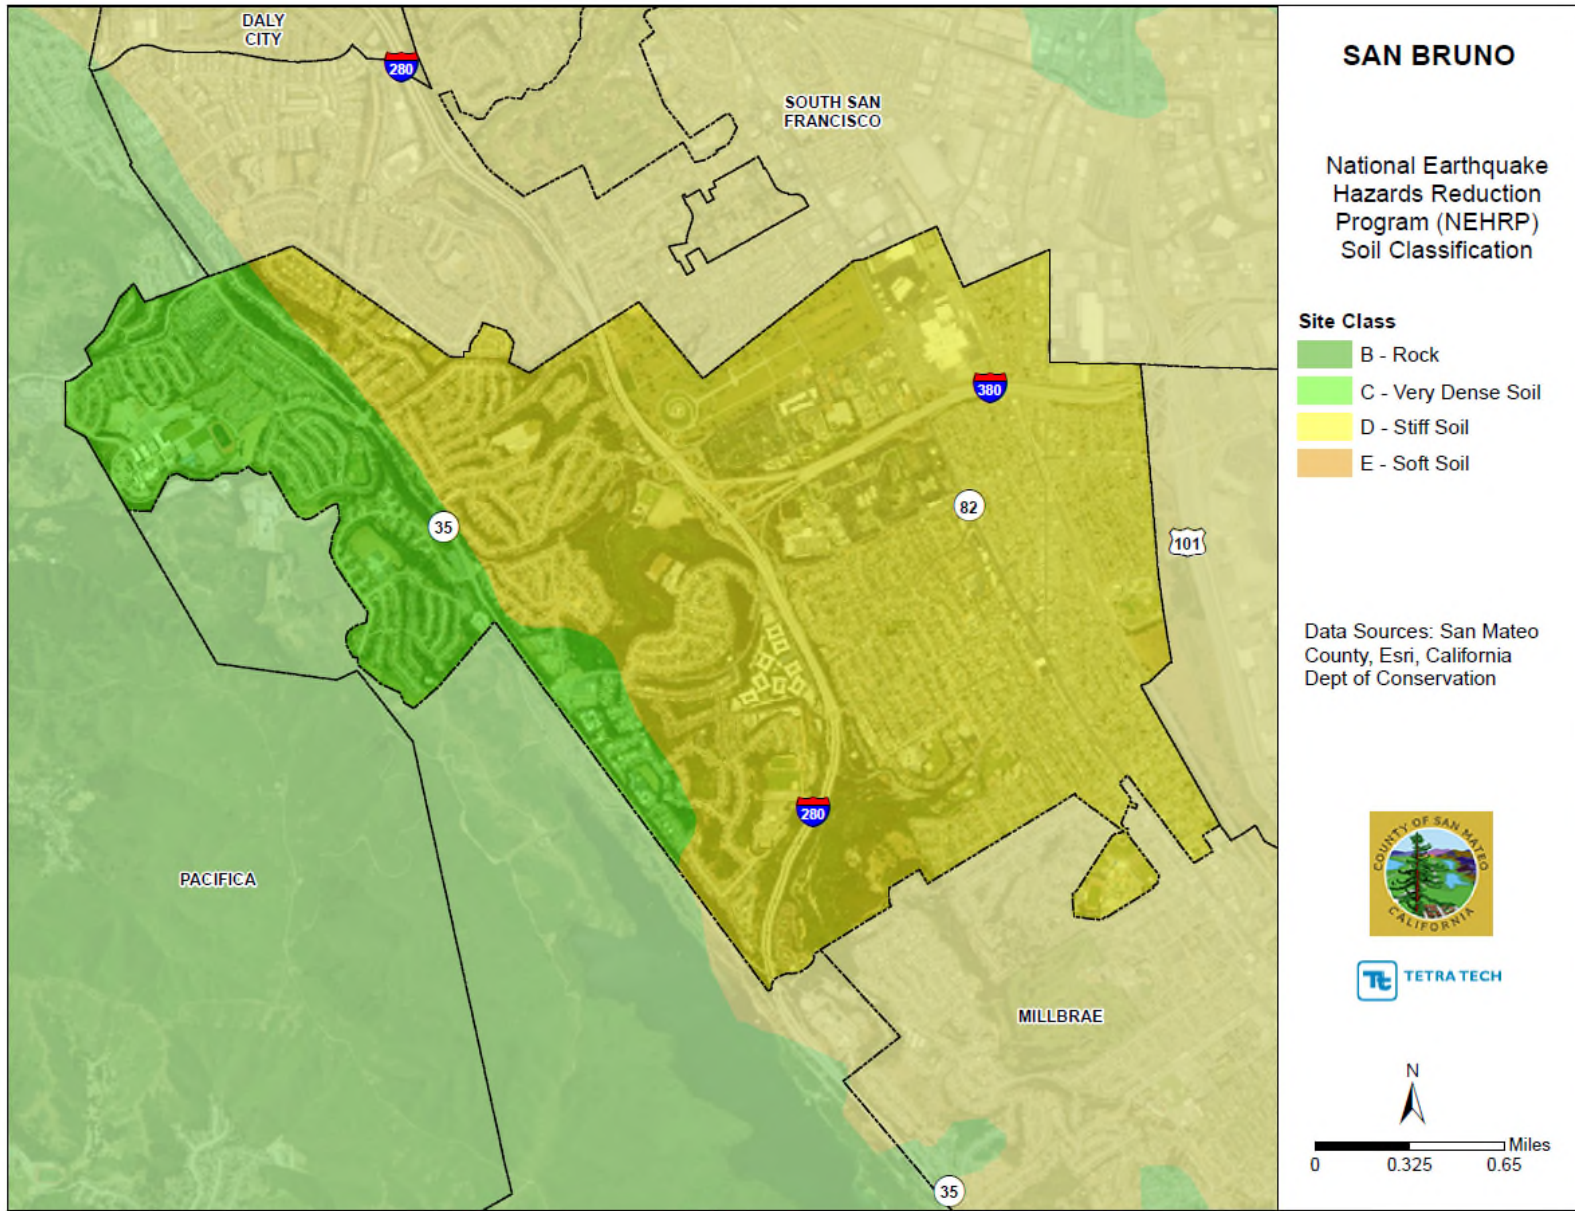 DALY
CITY
280
SOUTH SAN
FRANCISCO
380
35
82
101
280
PACIFICA
MILLBRAE
35
SAN BRUNO
National Earthquake
Hazards Reduction
Program (NEHRP)
Soil Classification
Site Class
B - Rock
C - Very Dense Soil
D - Stiff Soil
E - Soft Soil
Data Sources: San Mateo
County, Esri, California
Dept of Conservation
COUNTY OF SAN MATEO
CALIFORNIA
Tt TETRA TECH
N
Miles
0 0.325 0.65